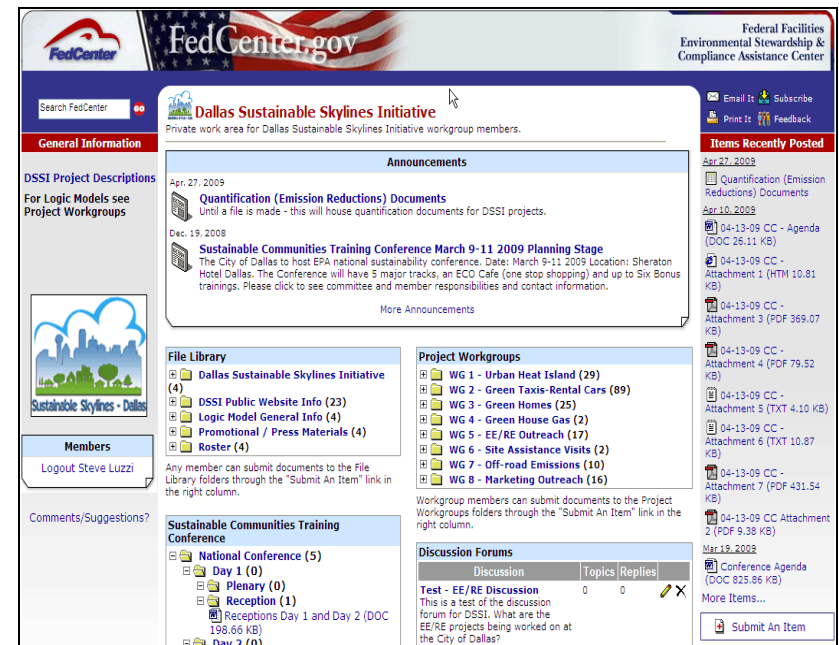 FedCenter
FedCenter.gov
Federal Facilities
Environmental Stewardship &
Compliance Assistance Center
Search FedCenter
GO
General Information
DSSI Project Descriptions
For Logic Models see
Project Workgroups
Sustainable Skylines - Dallas
Members
Logout Steve Luzzi
Comments/Suggestions?
Dallas Sustainable Skylines Initiative
Private work area for Dallas Sustainable Skylines Initiative workgroup members.
Announcements
Apr. 27, 2009
Quantification (Emission Reductions) Documents
Until a file is made - this will house quantification documents for DSSI projects.
Dec. 19, 2008
Sustainable Communities Training Conference March 9-11 2009 Planning Stage
The City of Dallas to host EPA national sustainability conference. Date: March 9-11 2009 Location: Sheraton
Hotel Dallas. The Conference will have 5 major tracks, an ECO Cafe (one stop shopping) and up to Six Bonus
trainings. Please click to see committee and member responsibilities and contact information.
More Announcements
File Library
Dallas Sustainable Skylines Initiative
(4)
DSSI Public Website Info (23)
Logic Model General Info (4)
Promotional / Press Materials (4)
Roster (4)
Any member can submit documents to the File
Library folders through the "Submit An Item" link in
the right column.
Sustainable Communities Training
Conference
National Conference (5)
Day 1 (0)
Plenary (0)
Reception (1)
Receptions Day 1 and Day 2 (DOC
198.66 KB)
Day 2 (0)
Project Workgroups
WG 1 - Urban Heat Island (29)
WG 2 - Green Taxis-Rental Cars (89)
WG 3 - Green Homes (25)
WG 4 - Green House Gas (2)
WG 5 - EE/RE Outreach (17)
WG 6 - Site Assistance Visits (2)
WG 7 - Off-road Emissions (10)
WG 8 - Marketing Outreach (16)
Workgroup members can submit documents to the Project
Workgroups folders through the "Submit An Item" link in the
right column.
Discussion Forums
Discussion Topics Replies
Test - EE/RE Discussion 0 0
This is a test of the discussion
forum for DSSI. What are the
EE/RE projects being worked on at
the City of Dallas?
Email It Subscribe
Print It Feedback
Items Recently Posted
Apr 27, 2009
Quantification (Emission
Reductions) Documents
Apr 10, 2009
04-13-09 CC - Agenda
(DOC 26.11 KB)
04-13-09 CC -
Attachment 1 (HTM 10.81
KB)
04-13-09 CC -
Attachment 3 (PDF 369.07
KB)
04-13-09 CC -
Attachment 4 (PDF 79.52
KB)
04-13-09 CC -
Attachment 5 (TXT 4.10 KB)
04-13-09 CC -
Attachment 6 (TXT 10.87
KB)
04-13-09 CC -
Attachment 7 (PDF 431.54
KB)
04-13-09 CC Attachment
2 (PDF 9.38 KB)
Mar 19, 2009
Conference Agenda
(DOC 825.86 KB)
More Items...
Submit An Item